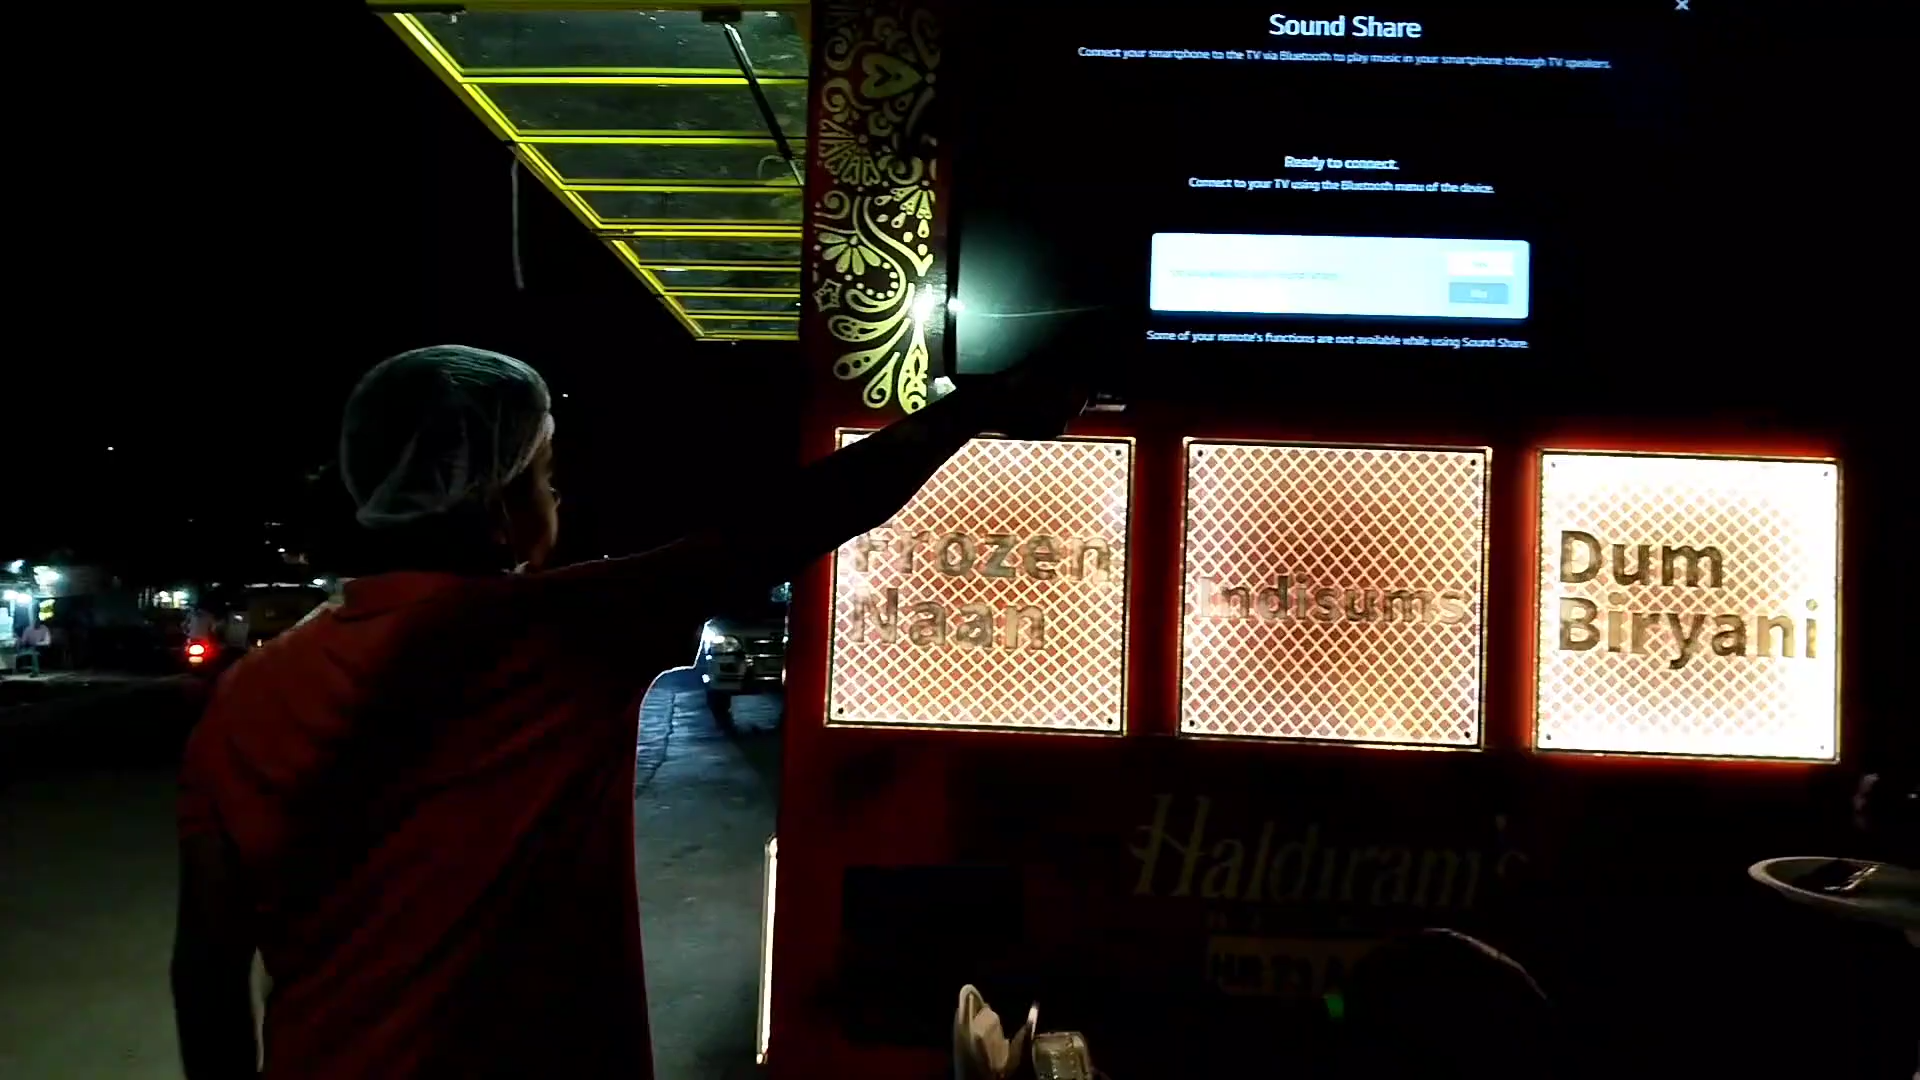 Sound Share
Connect your smartphone to the TV via Bluetooth to play music in your smartphone through TV speakers.
Ready to connect.
Connect to your TV using the Bluetooth menu of the device.
Some of your remote's functions are not available while using Sound Share.
Frozen
Naan
Indisums
Dum
Biryani
Haldiram's